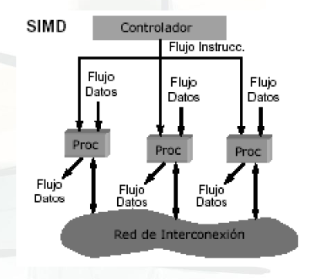 SIMD
Controlador
Flujo Instrucc.
Flujo
Datos
Flujo
Datos
Flujo
Datos
Proc
Proc
Proc
Flujo
Datos
Flujo
Datos
Flujo
Datos
Red de Interconexión